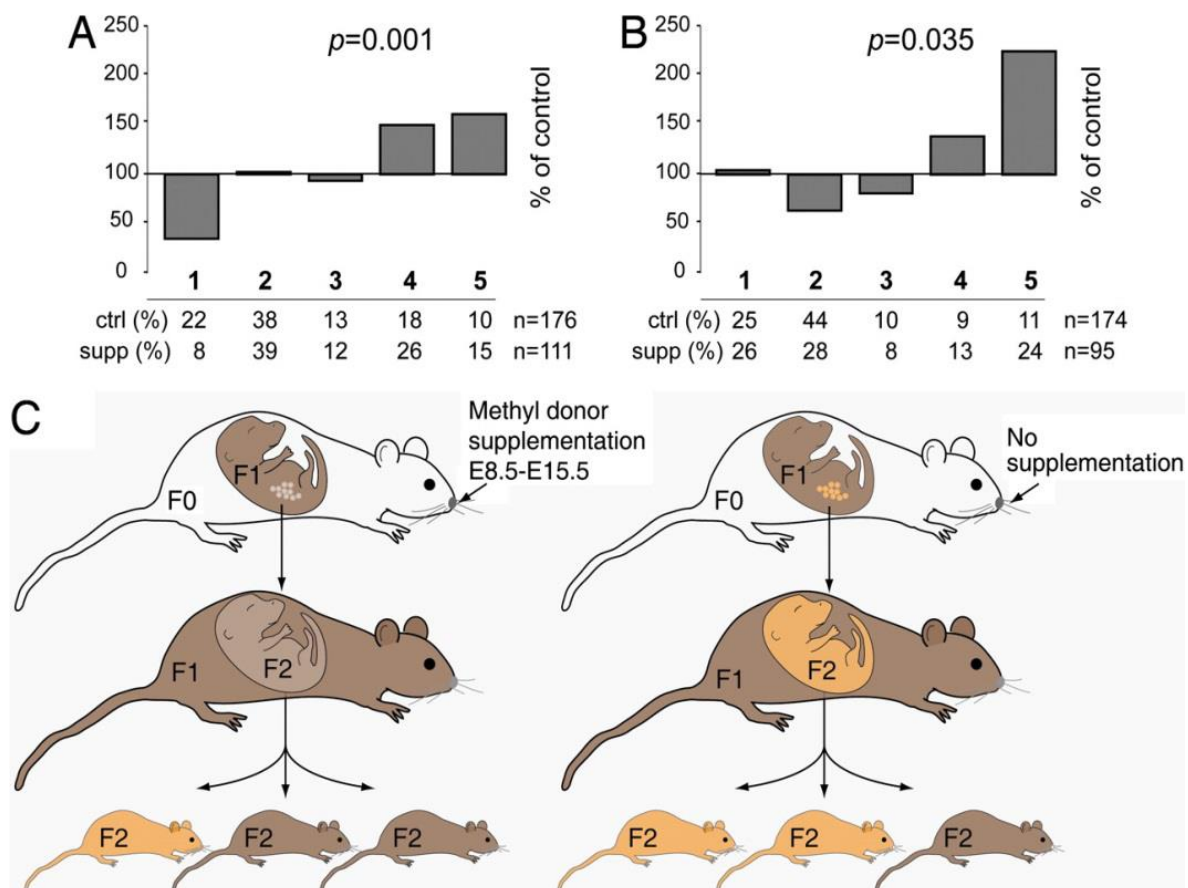 A
p=0.001
250
200
150
100
50
0
% of control
1 2 3 4 5
ctrl (%) 22 38 13 18 10 n=176
supp (%) 8 39 12 26 15 n=111
B
p=0.035
250
200
150
100
50
0
% of control
1 2 3 4 5
ctrl (%) 25 44 10 9 11 n=174
supp (%) 26 28 8 13 24 n=95
C
Methyl donor
supplementation
E8.5-E15.5
F1
F0
F2
F1
F2 F2 F2
No
supplementation
F1
F0
F2
F1
F2 F2 F2